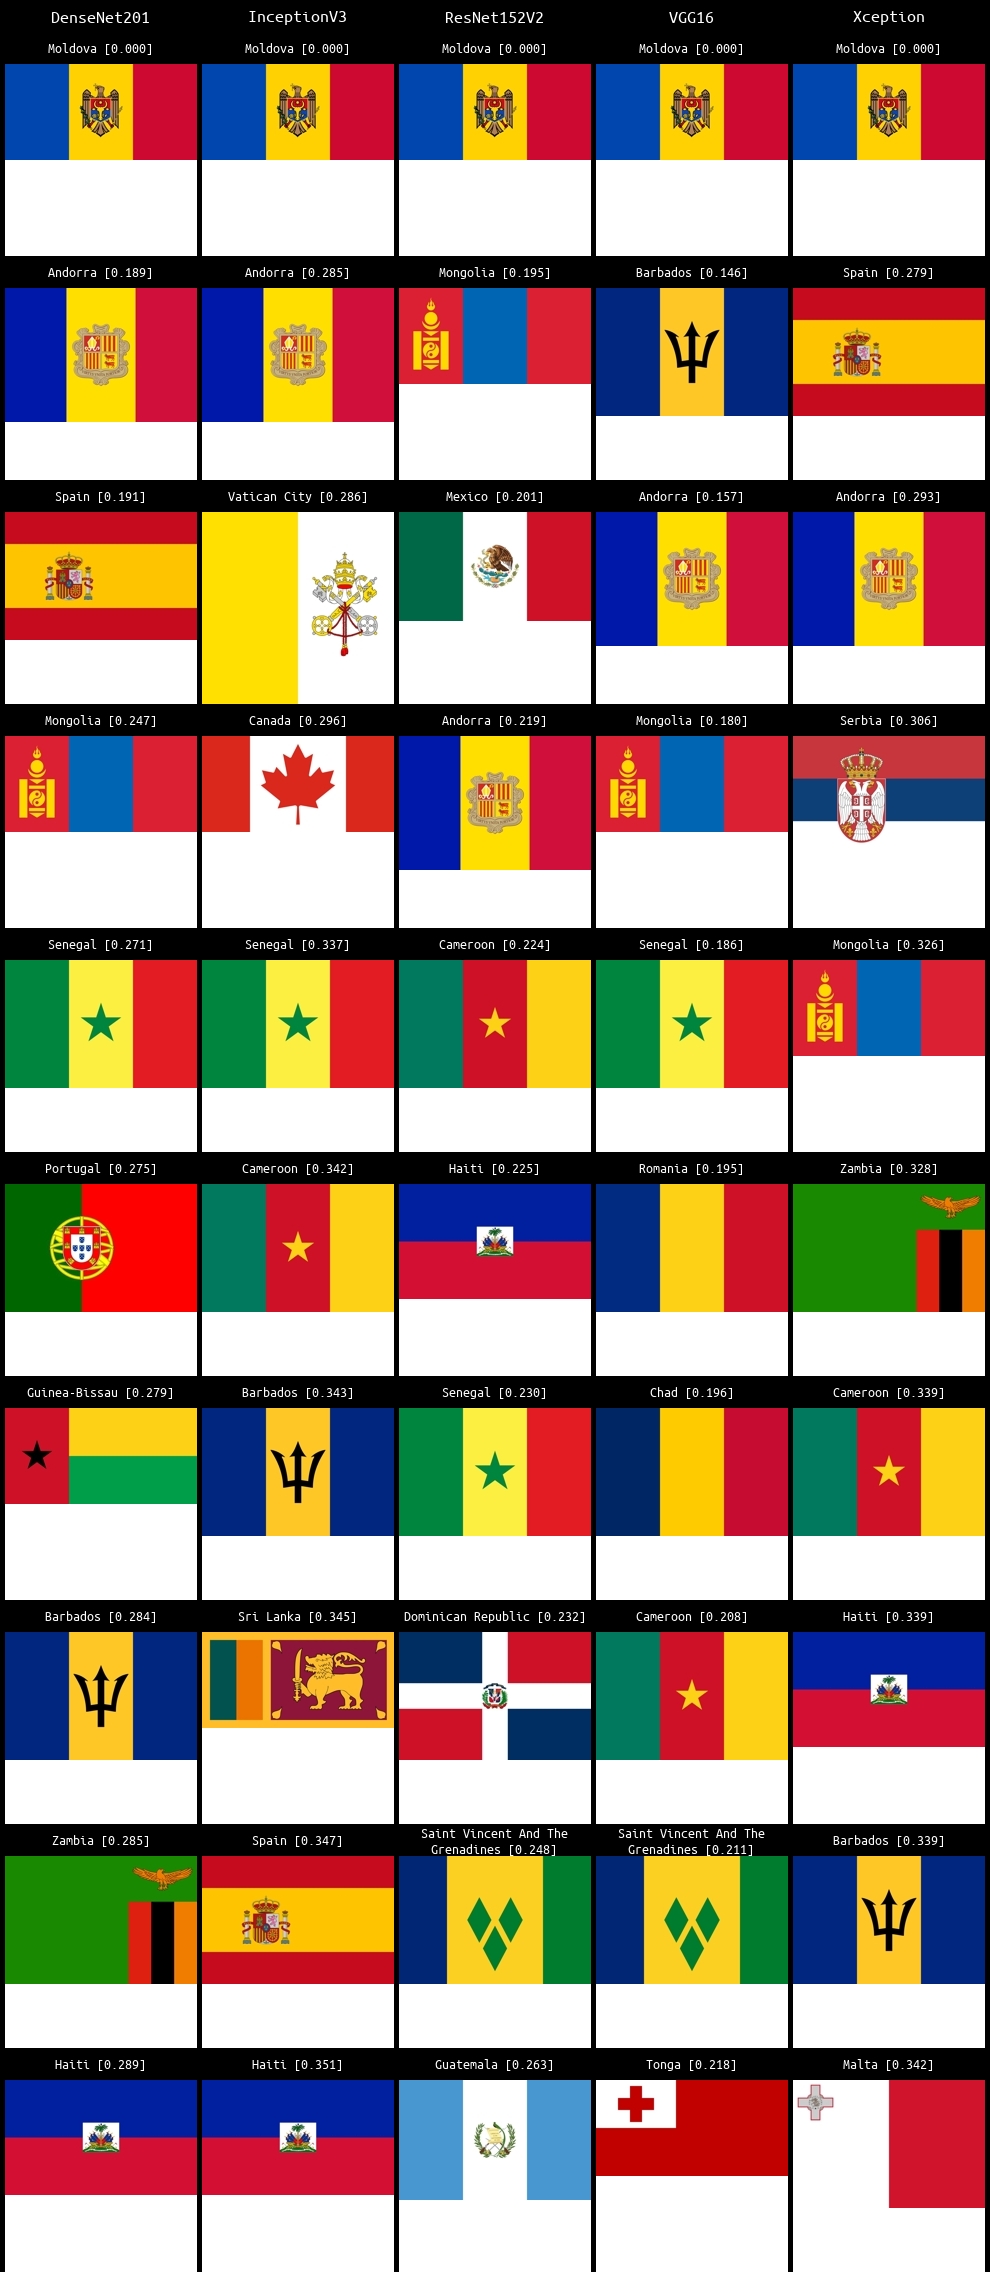 DenseNet201 InceptionV3 ResNet152V2 VGG16 Xception
Moldova [0.000] Moldova [0.000] Moldova [0.000] Moldova [0.000] Moldova [0.000]
Andorra [0.189] Andorra [0.285] Mongolia [0.195] Barbados [0.146] Spain [0.279]
Spain [0.191] Vatican City [0.286] Mexico [0.201] Andorra [0.157] Andorra [0.293]
Mongolia [0.247] Canada [0.296] Andorra [0.219] Mongolia [0.180] Serbia [0.306]
Senegal [0.271] Senegal [0.337] Cameroon [0.224] Senegal [0.186] Mongolia [0.326]
Portugal [0.275] Cameroon [0.342] Haiti [0.225] Romania [0.195] Zambia [0.328]
Guinea-Bissau [0.279] Barbados [0.343] Senegal [0.230] Chad [0.196] Cameroon [0.339]
Barbados [0.284] Sri Lanka [0.345] Dominican Republic [0.232] Cameroon [0.208] Haiti [0.339]
Zambia [0.285] Spain [0.347] Saint Vincent And The Grenadines [0.248] Saint Vincent And The Grenadines [0.211] Barbados [0.339]
Haiti [0.289] Haiti [0.351] Guatemala [0.263] Tonga [0.218] Malta [0.342]